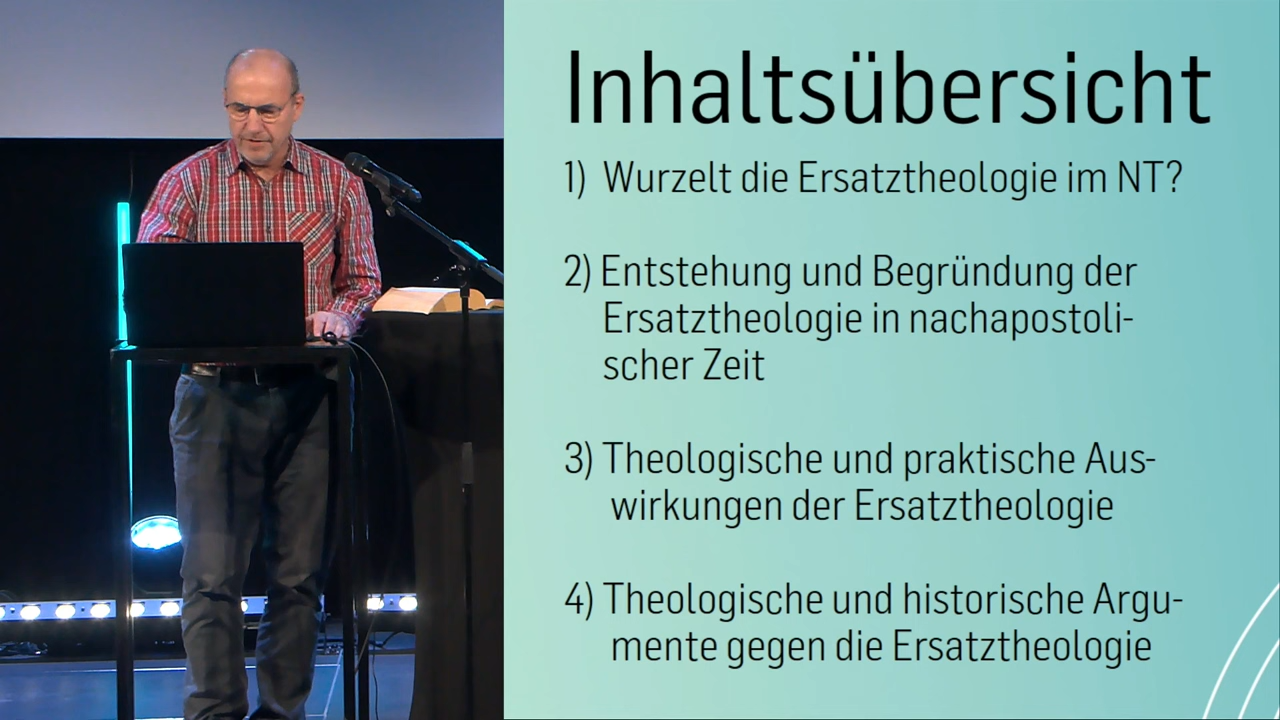 Inhaltsübersicht
1) Wurzelt die Ersatztheologie im NT?
2) Entstehung und Begründung der
Ersatztheologie in nachapostoli-
scher Zeit
3) Theologische und praktische Aus-
wirkungen der Ersatztheologie
4) Theologische und historische Argu-
mente gegen die Ersatztheologie